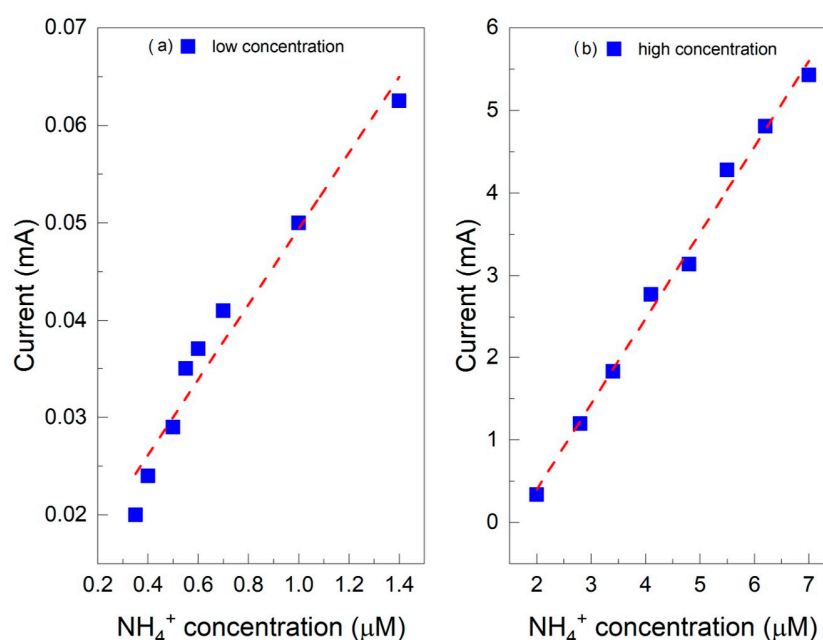 (a) low concentration
0.07
0.06
0.05
0.04
0.03
0.02
0.2 0.4 0.6 0.8 1.0 1.2 1.4
Current (mA)
NH₄⁺ concentration (μM)
(b) high concentration
6
5
4
3
2
1
0
2 3 4 5 6 7
Current (mA)
NH₄⁺ concentration (μM)